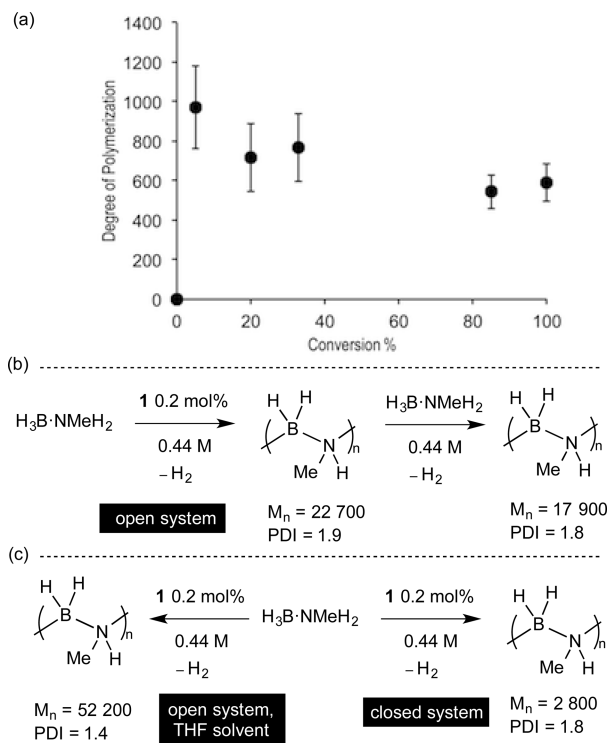 (a)
1400
1200
1000
800
600
400
200
0
Degree of Polymerization
0 20 40 60 80 100
Conversion %
(b)
H₃B·NMeH₂
1 0.2 mol%
0.44 M
– H₂
open system
H H
B
N
n
Me H
Mₙ = 22 700
PDI = 1.9
H₃B·NMeH₂
0.44 M
– H₂
H H
B
N
n
Me H
Mₙ = 17 900
PDI = 1.8
(c)
H H
B
N
n
Me H
Mₙ = 52 200
PDI = 1.4
1 0.2 mol%
0.44 M
– H₂
open system,
THF solvent
H₃B·NMeH₂
1 0.2 mol%
0.44 M
– H₂
closed system
H H
B
N
n
Me H
Mₙ = 2 800
PDI = 1.8